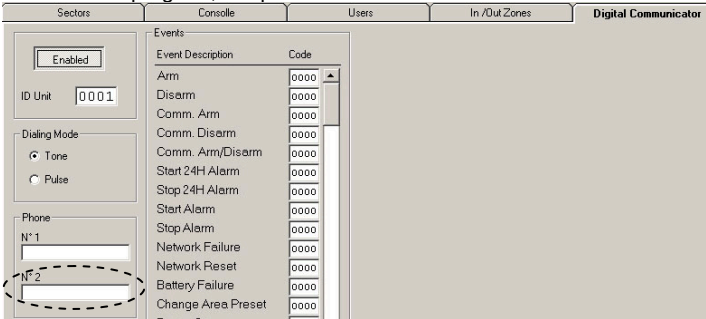 Sectors Consolle Users In /Out Zones Digital Communicator
Enabled
ID Unit 0001
Dialing Mode
Tone
Pulse
Phone
N° 1
N° 2
Events
Event Description Code
Arm 0000
Disarm 0000
Comm. Arm 0000
Comm. Disarm 0000
Comm. Arm/Disarm 0000
Start 24H Alarm 0000
Stop 24H Alarm 0000
Start Alarm 0000
Stop Alarm 0000
Network Failure 0000
Network Reset 0000
Battery Failure 0000
Change Area Preset 0000